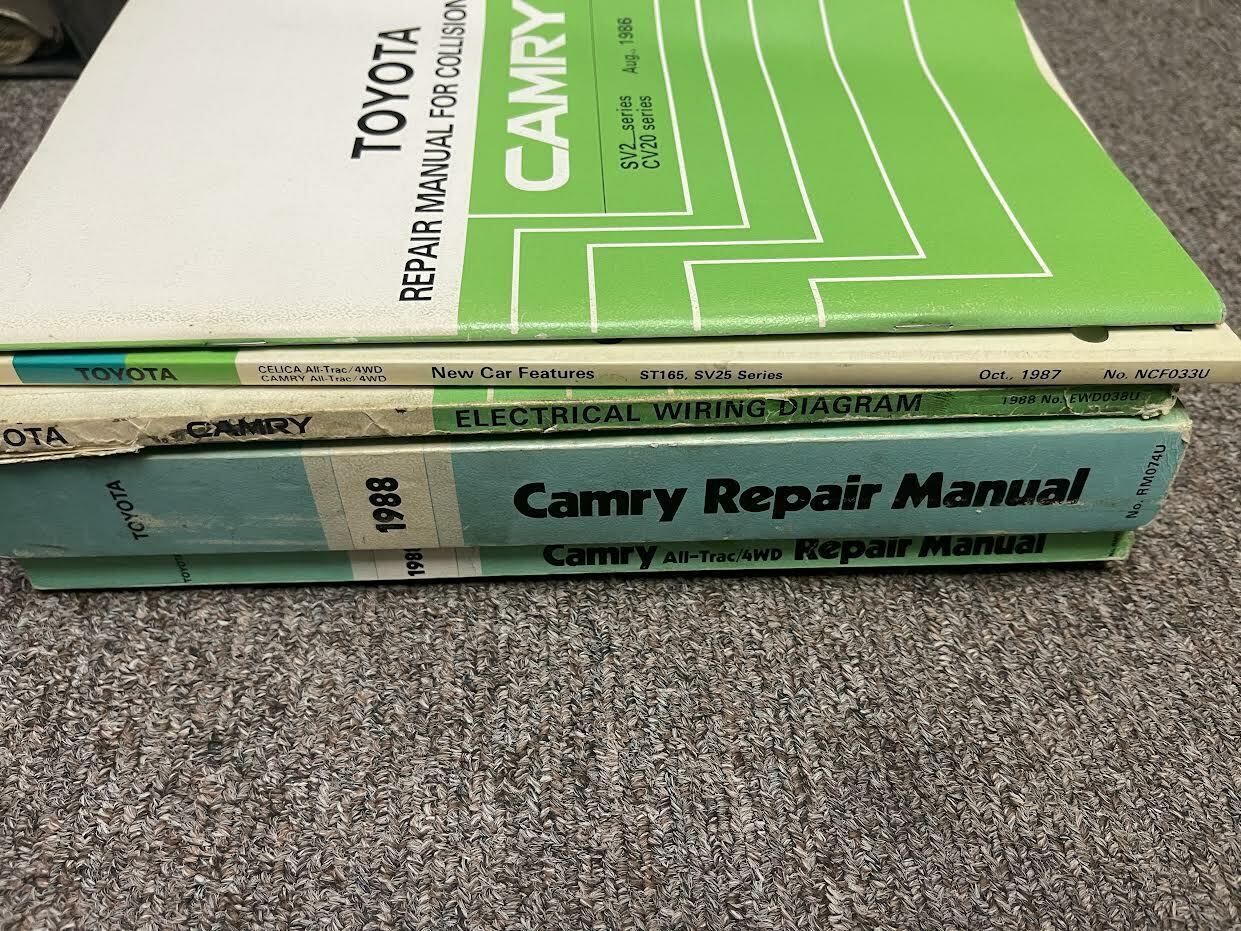 TOYOTA
REPAIR MANUAL FOR COLLISION
CAMRY
SV2_series Aug., 1986
CV20 series
TOYOTA
CELICA All-Trac/4WD
CAMRY All-Trac/4WD
New Car Features ST165, SV25 Series Oct., 1987 No. NCF033U
OTA CAMRY ELECTRICAL WIRING DIAGRAM 1988 No. EWD038U
TOYOTA 1988 Camry Repair Manual No. RM074U
TOYOTA 198 Camry All-Trac/4WD Repair Manual